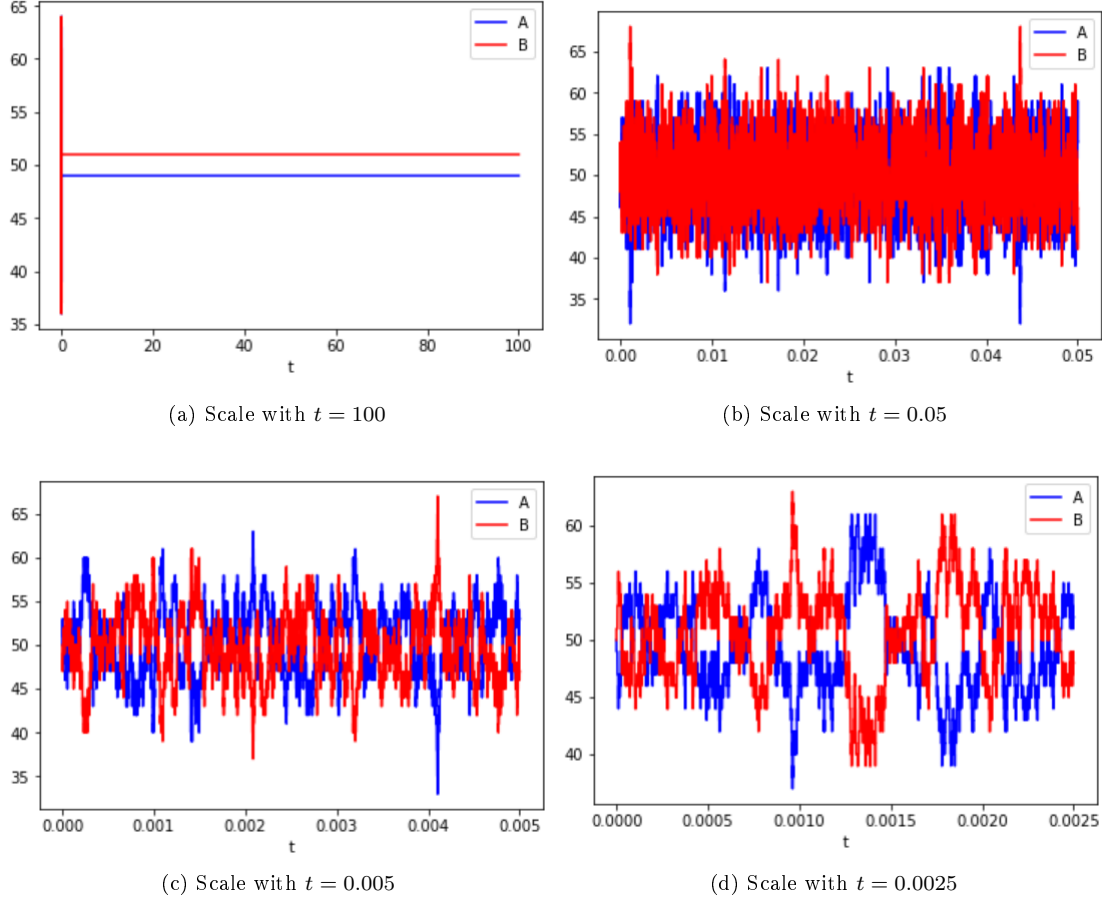 65
60
55
50
45
40
35
0 20 40 60 80 100
t
A
B
(a) Scale with t = 100
65
60
55
50
45
40
35
0.00 0.01 0.02 0.03 0.04 0.05
t
A
B
(b) Scale with t = 0.05
65
60
55
50
45
40
35
0.000 0.001 0.002 0.003 0.004 0.005
t
A
B
(c) Scale with t = 0.005
60
55
50
45
40
0.0000 0.0005 0.0010 0.0015 0.0020 0.0025
t
A
B
(d) Scale with t = 0.0025